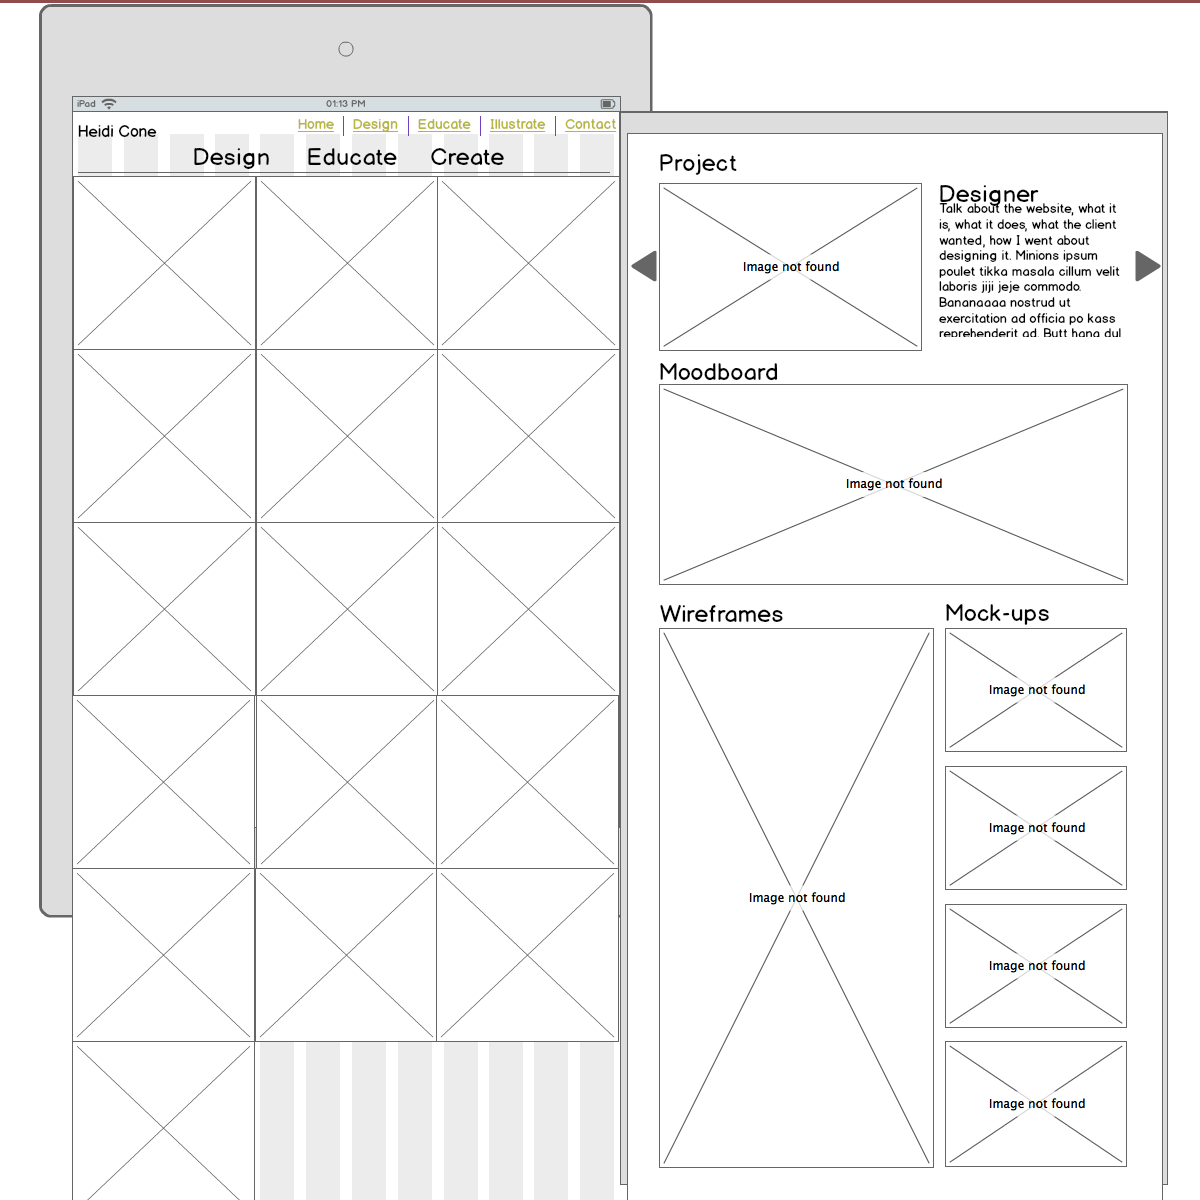 iPad 01:13 PM
Heidi Cone
Home Design Educate Illustrate Contact
Design Educate Create
Project
Image not found
Designer
Talk about the website, what it
is, what it does, what the client
wanted, how I went about
designing it. Minions ipsum
poulet tikka masala cillum velit
laboris jiji jeje commodo.
Bananaaaa nostrud ut
exercitation ad officia po kass
reprehenderit ad. Butt hana dul
Moodboard
Image not found
Wireframes
Image not found
Mock-ups
Image not found
Image not found
Image not found
Image not found